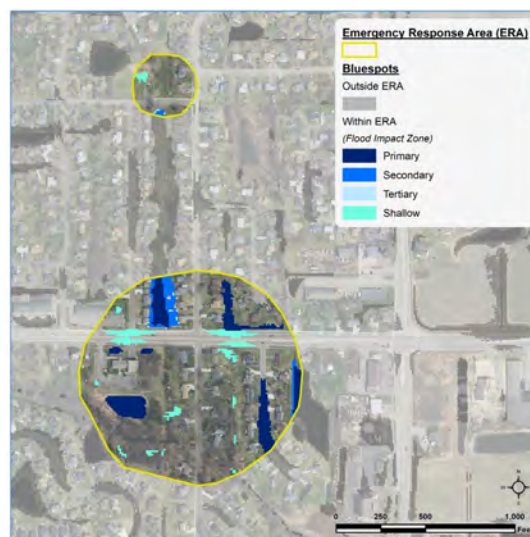 Emergency Response Area (ERA)
Bluespots
Outside ERA
Within ERA
(Flood Impact Zone)
Primary
Secondary
Tertiary
Shallow
N
0 250 500 1,000
Feet